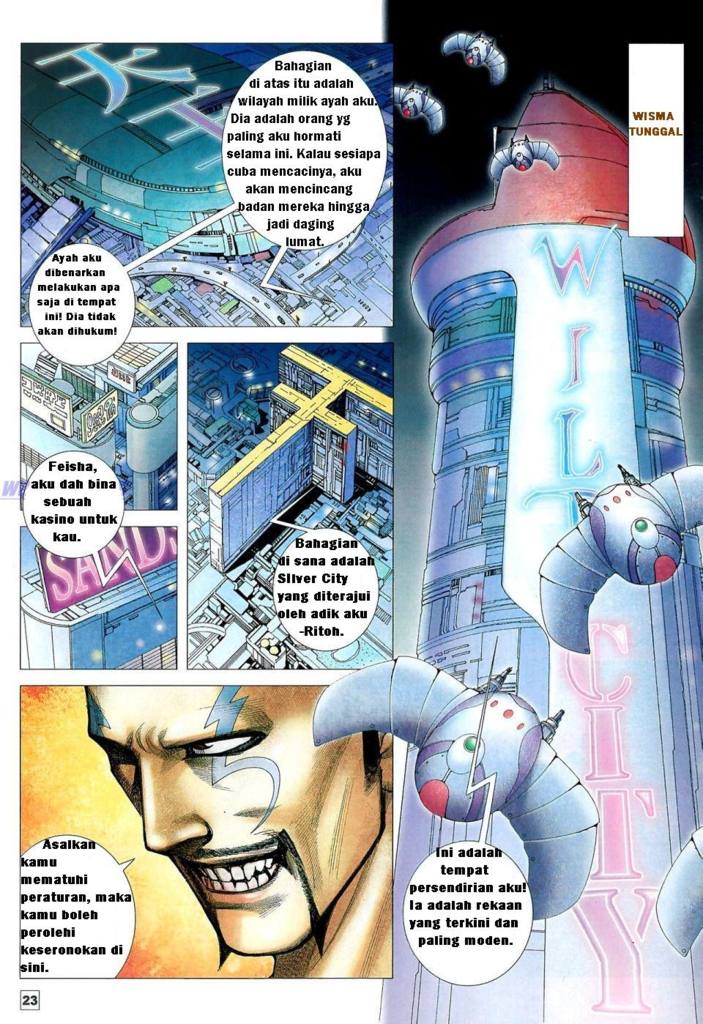 天下
Bahagian
di atas itu adalah
wilayah milik ayah aku.
Dia adalah orang yg
paling aku hormati
selama ini. Kalau sesiapa
cuba mencacinya, aku
akan mencincang
badan mereka hingga
jadi daging
lumat.
Ayah aku
dibenarkan
melakukan apa
saja di tempat
ini! Dia tidak
akan dihukum!
WISMA
TUNGGAL
WILD
CITY
Feisha,
aku dah bina
sebuah
kasino untuk
kau.
SANDS
Bahagian
di sana adalah
SIlver City
yang diterajui
oleh adik aku
-Ritoh.
Asalkan
kamu
mematuhi
peraturan, maka
kamu boleh
perolehi
keseronokan di
sini.
Ini adalah
tempat
persendirian aku!
Ia adalah rekaan
yang terkini dan
paling moden.
23